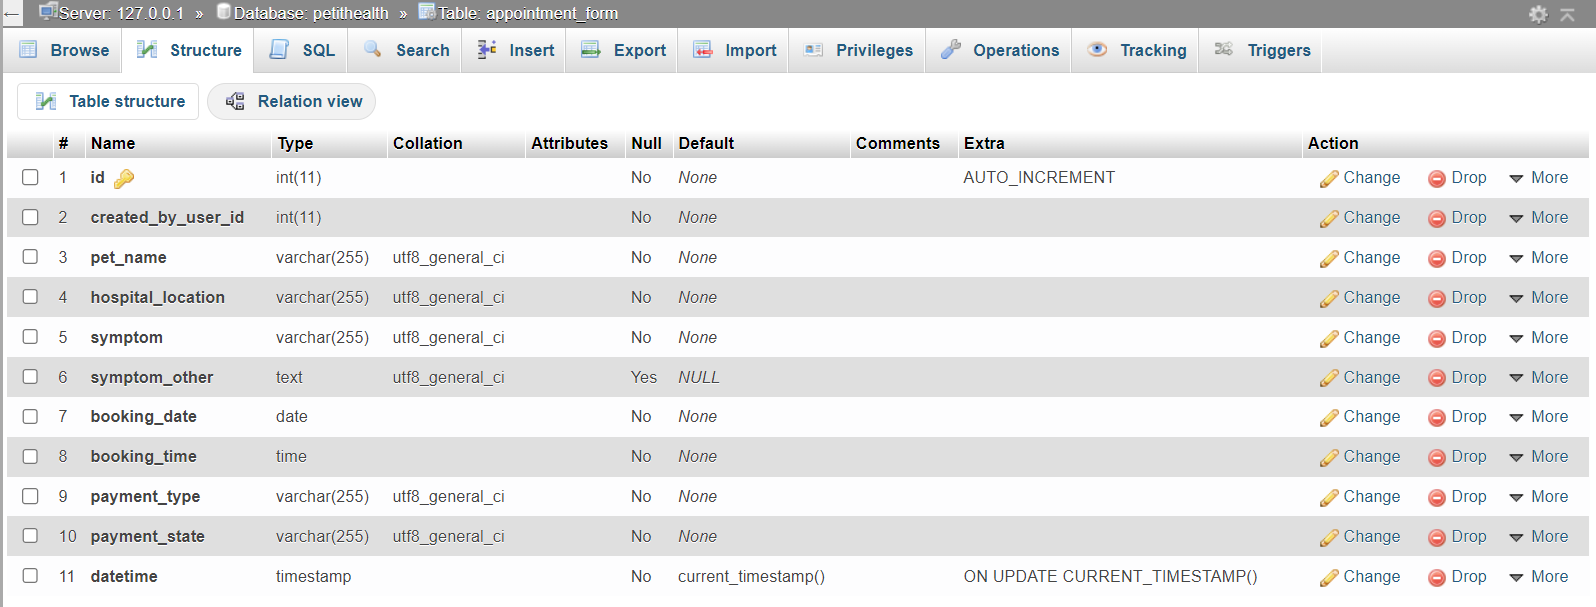 Server: 127.0.0.1 » Database: petithealth » Table: appointment_form
Browse Structure SQL Search Insert Export Import Privileges Operations Tracking Triggers
Table structure Relation view
# Name Type Collation Attributes Null Default Comments Extra Action
1 id int(11) No None AUTO_INCREMENT Change Drop More
2 created_by_user_id int(11) No None Change Drop More
3 pet_name varchar(255) utf8_general_ci No None Change Drop More
4 hospital_location varchar(255) utf8_general_ci No None Change Drop More
5 symptom varchar(255) utf8_general_ci No None Change Drop More
6 symptom_other text utf8_general_ci Yes NULL Change Drop More
7 booking_date date No None Change Drop More
8 booking_time time No None Change Drop More
9 payment_type varchar(255) utf8_general_ci No None Change Drop More
10 payment_state varchar(255) utf8_general_ci No None Change Drop More
11 datetime timestamp No current_timestamp() ON UPDATE CURRENT_TIMESTAMP() Change Drop More